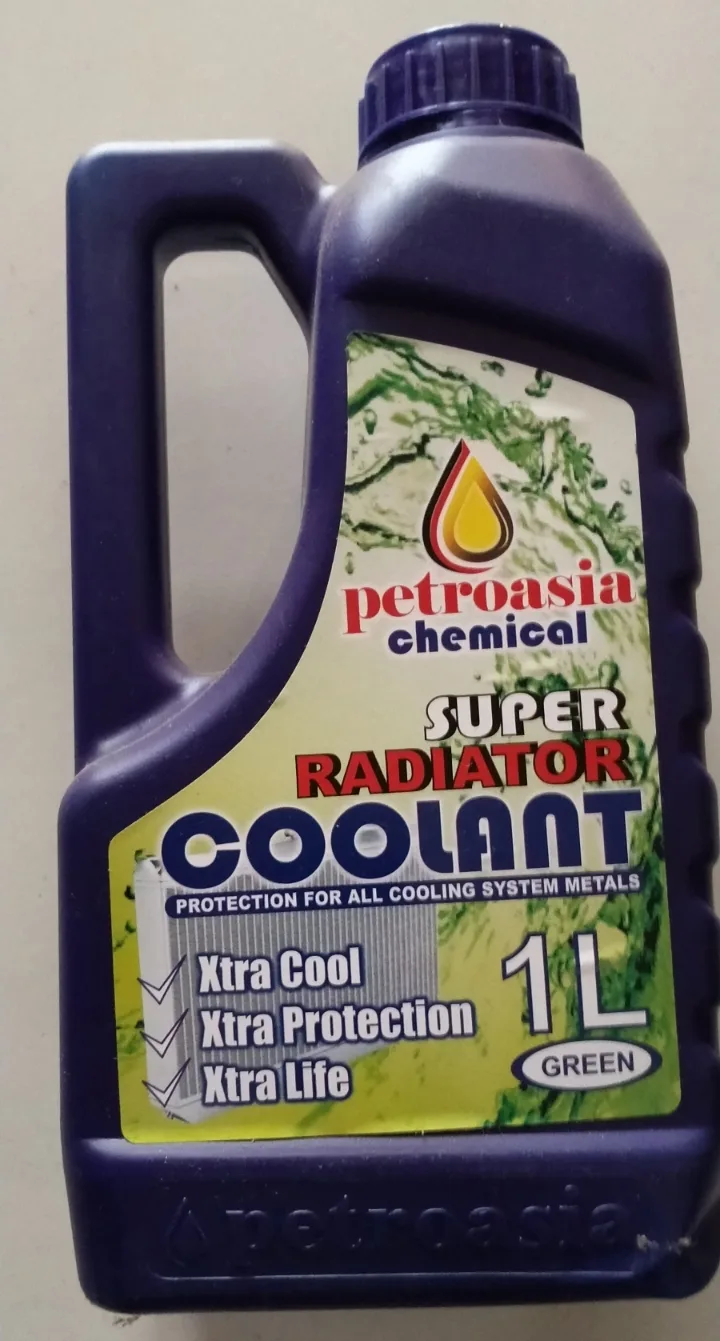 petroasia
chemical
SUPER
RADIATOR
COOLANT
PROTECTION FOR ALL COOLING SYSTEM METALS
Xtra Cool
Xtra Protection
Xtra Life
1L
GREEN
petroasia